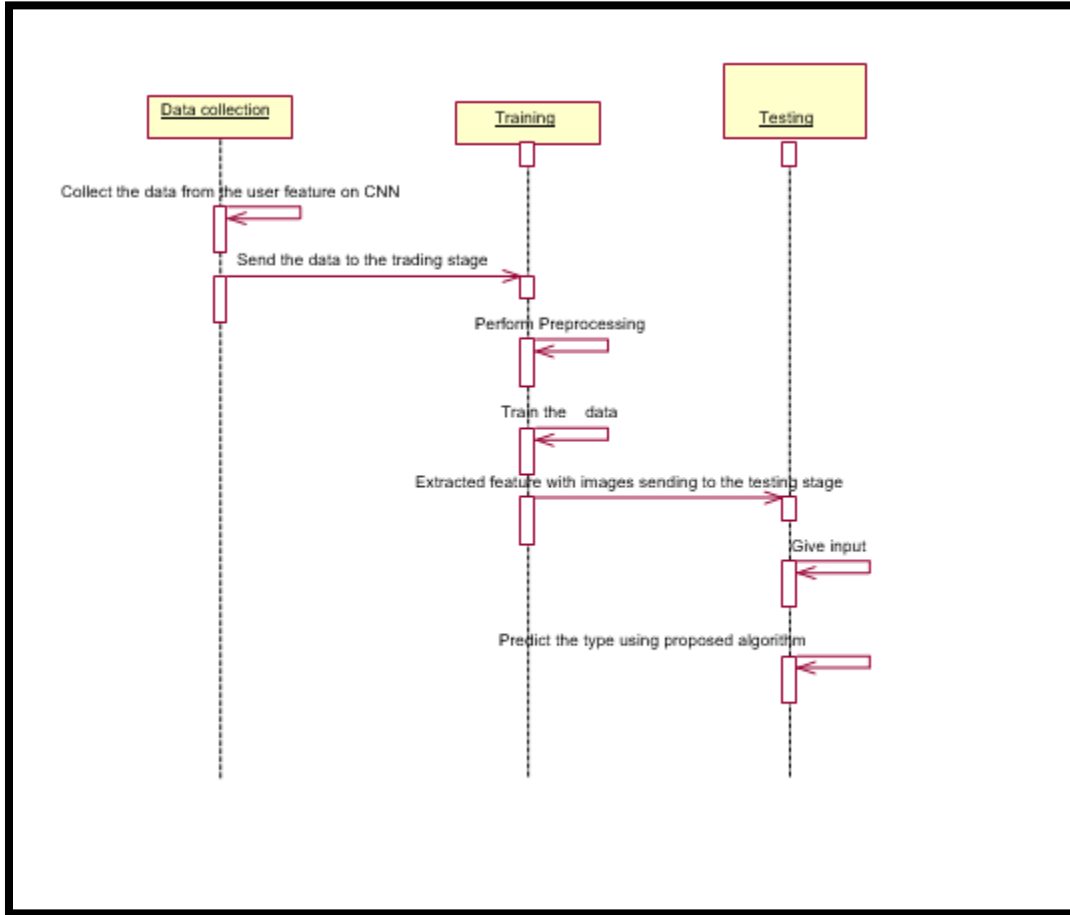 Data collection
Training
Testing
Collect the data from the user feature on CNN
Send the data to the trading stage
Perform Preprocessing
Train the data
Extracted feature with images sending to the testing stage
Give input
Predict the type using proposed algorithm